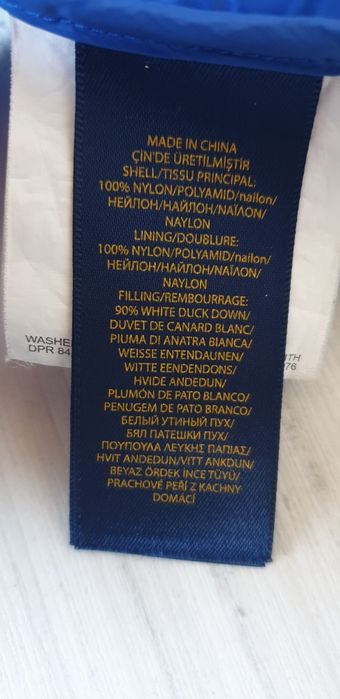 MADE IN CHINA
ÇİN'DE ÜRETİLMİŞTİR
SHELL/TISSU PRINCIPAL:
100% NYLON/POLYAMID/nailon/
НЕЙЛОН/НАЙЛОН/ΝΑΪΛΟΝ/
NAYLON
LINING/DOUBLURE:
100% NYLON/POLYAMID/nailon/
НЕЙЛОН/НАЙЛОН/ΝΑΪΛΟΝ/
NAYLON
FILLING/REMBOURRAGE:
90% WHITE DUCK DOWN/
DUVET DE CANARD BLANC/
PIUMA DI ANATRA BIANCA/
WEISSE ENTENDAUNEN/
WITTE EENDENDONS/
HVIDE ANDEDUN/
PLUMÓN DE PATO BLANCO/
PENUGEM DE PATO BRANCO/
БЕЛЫЙ УТИНЫЙ ПУХ/
БЯЛ ПАТЕШКИ ПУХ/
ΠΟΥΠΟΥΛΑ ΛΕΥΚΗΣ ΠΑΠΙΑΣ/
HVIT ANDEDUN/VITT ANKDUN/
BEYAZ ÖRDEK İNCE TÜYÜ/
PRACHOVÉ PEŘÍ Z KACHNY
DOMÁCÍ
WASHE
DPR 84
ITH
76